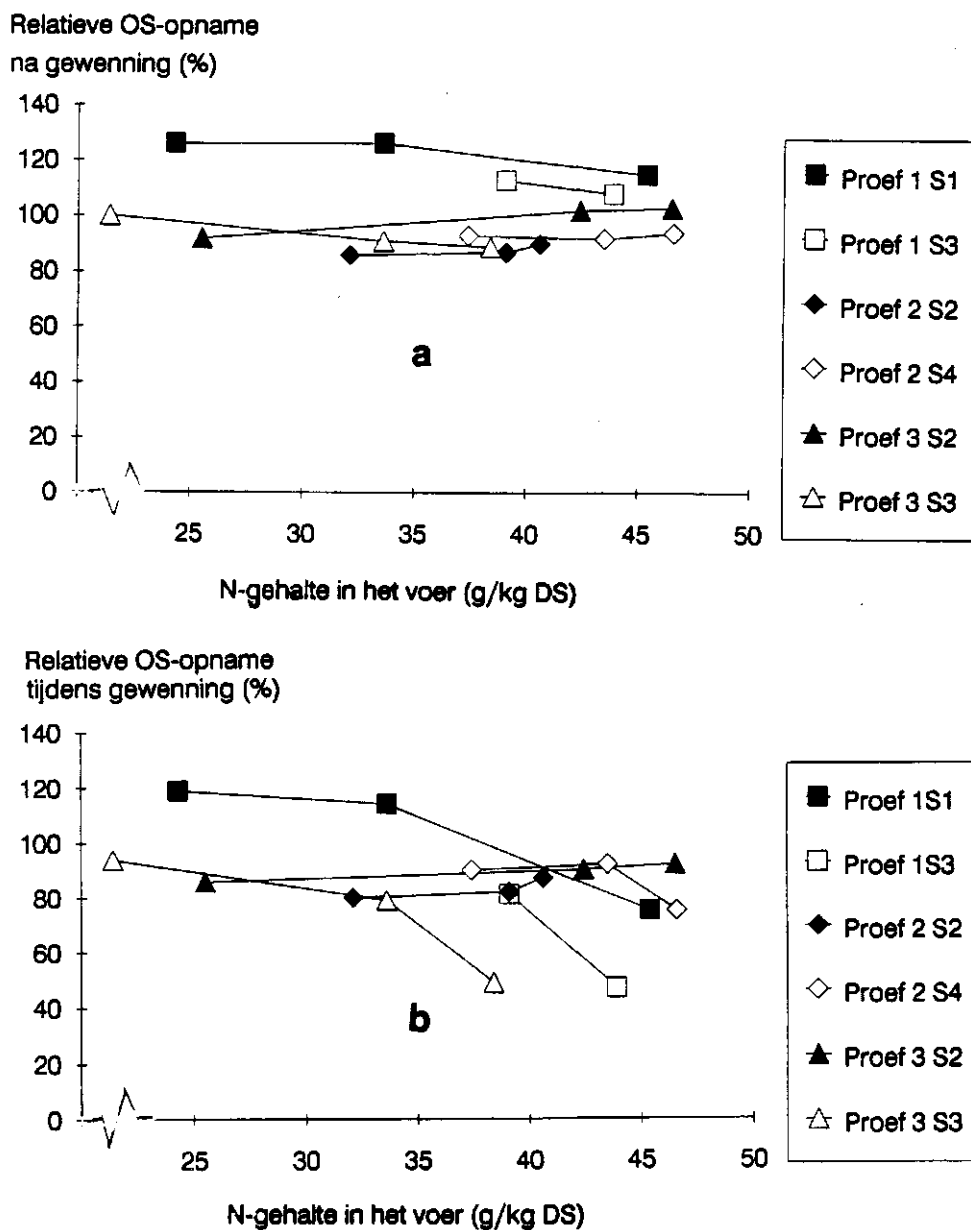 Relatieve OS-opname
na gewenning (%)
140
120
100
80
60
40
20
0
25
30
35
40
45
50
N-gehalte in het voer (g/kg DS)
a
Proef 1 S1
Proef 1 S3
Proef 2 S2
Proef 2 S4
Proef 3 S2
Proef 3 S3
Relatieve OS-opname
tijdens gewenning (%)
140
120
100
80
60
40
20
0
25
30
35
40
45
50
N-gehalte in het voer (g/kg DS)
b
Proef 1S1
Proef 1S3
Proef 2 S2
Proef 2 S4
Proef 3 S2
Proef 3 S3